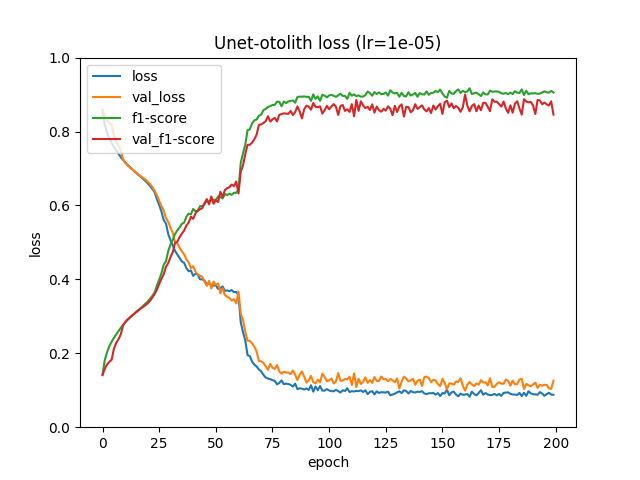 Unet-otolith loss (lr=1e-05)
loss
val_loss
f1-score
val_f1-score
1.0
0.8
0.6
0.4
0.2
0.0
loss
0 25 50 75 100 125 150 175 200
epoch